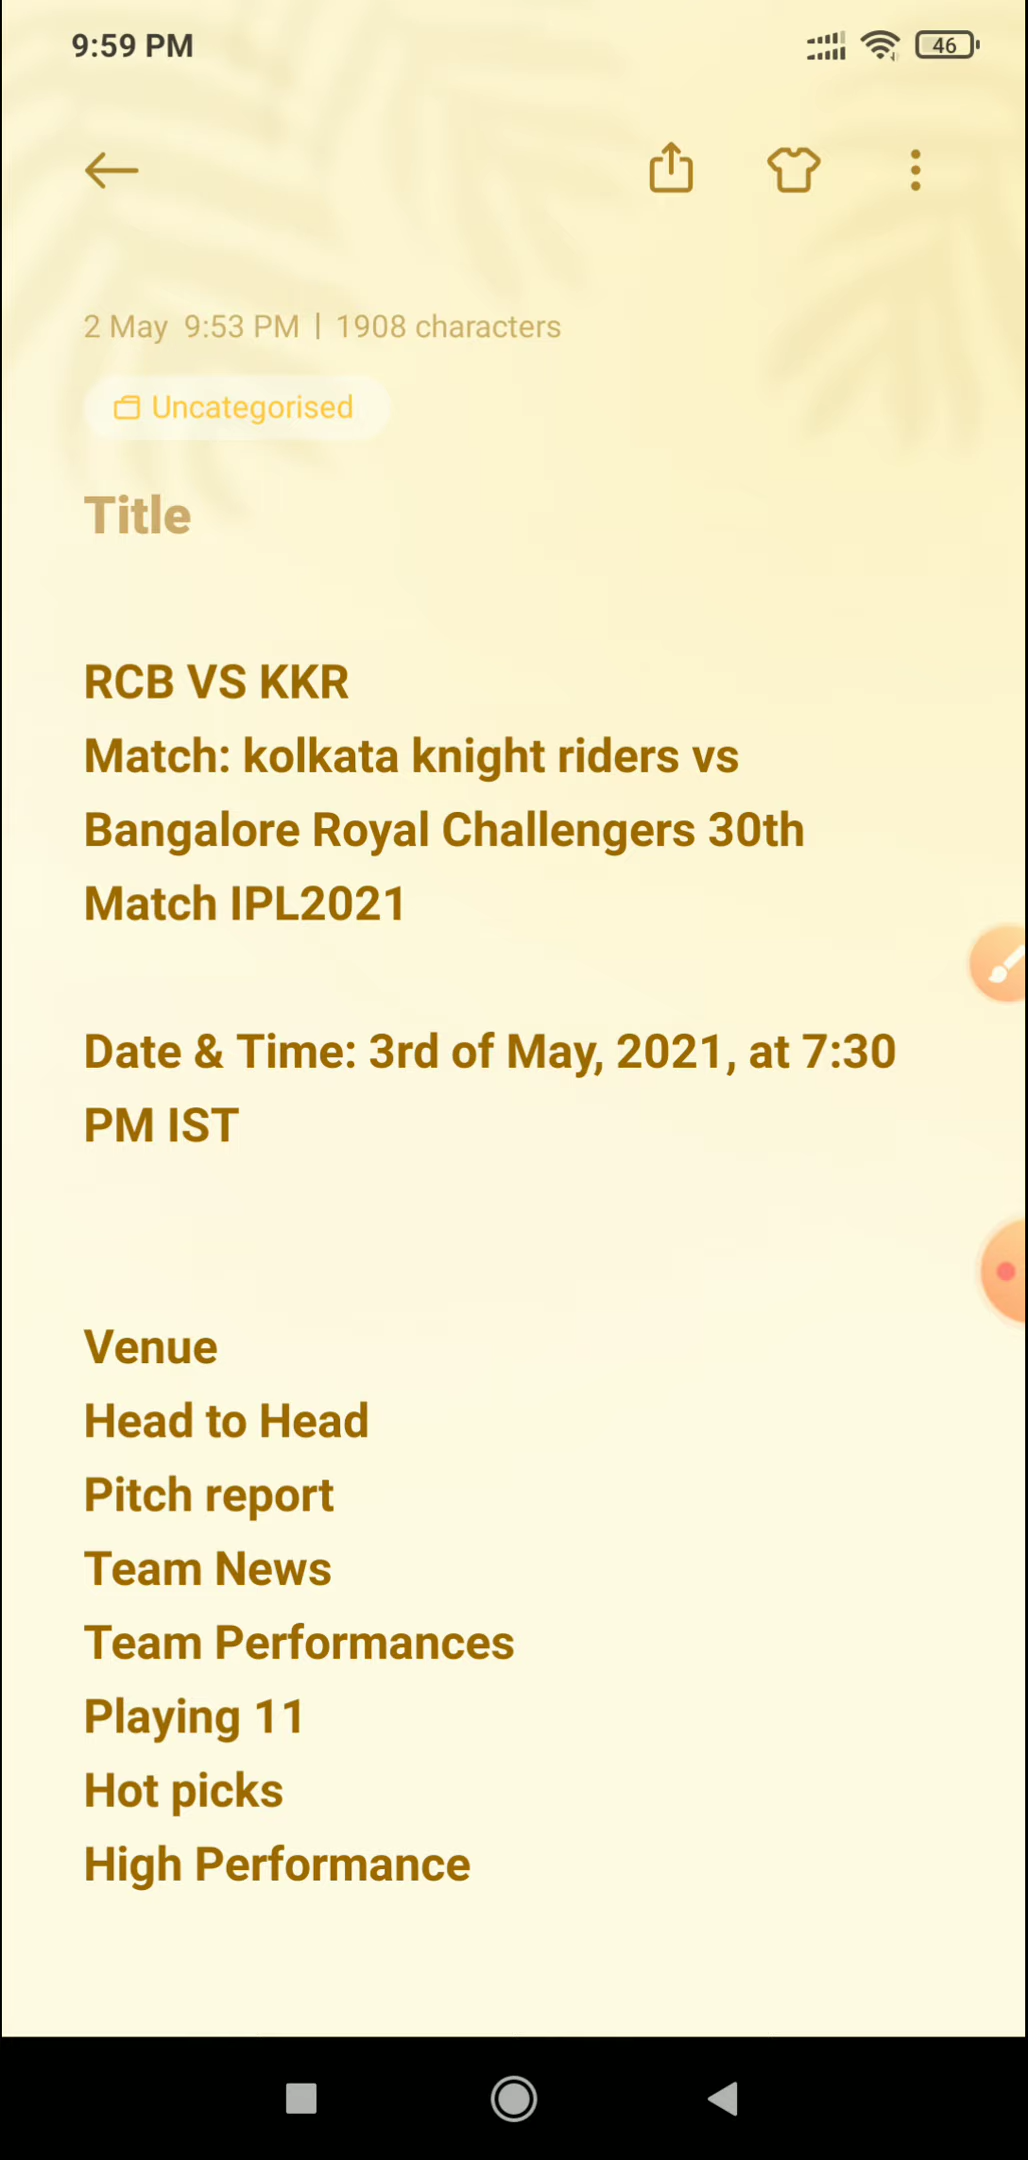 9:59 PM
46
2 May 9:53 PM | 1908 characters
Uncategorised
Title
RCB VS KKR
Match: kolkata knight riders vs
Bangalore Royal Challengers 30th
Match IPL2021
Date & Time: 3rd of May, 2021, at 7:30
PM IST
Venue
Head to Head
Pitch report
Team News
Team Performances
Playing 11
Hot picks
High Performance